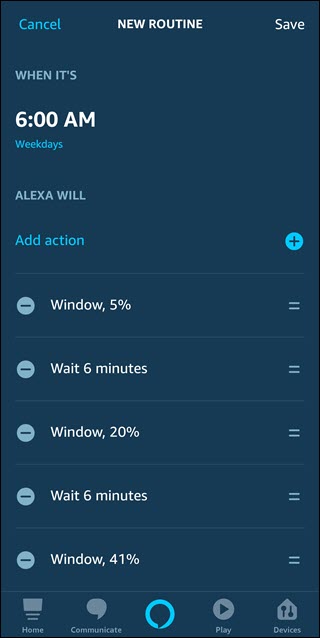 Cancel NEW ROUTINE Save
WHEN IT'S
6:00 AM
Weekdays
ALEXA WILL
Add action
Window, 5%
Wait 6 minutes
Window, 20%
Wait 6 minutes
Window, 41%
Home Communicate Play Devices